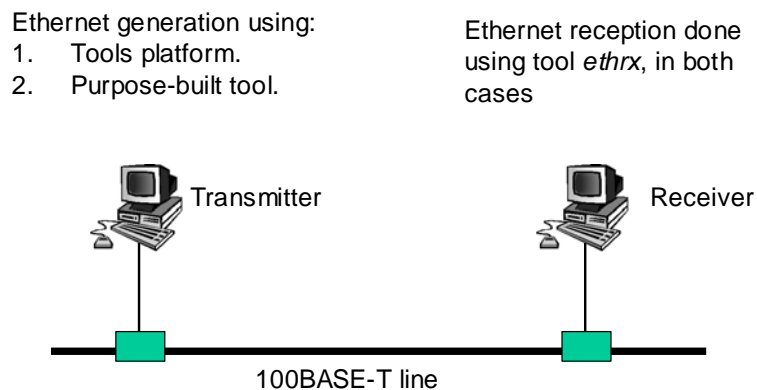 Ethernet generation using:
1. Tools platform.
2. Purpose-built tool.
Ethernet reception done
using tool ethrx, in both
cases
Transmitter
Receiver
100BASE-T line